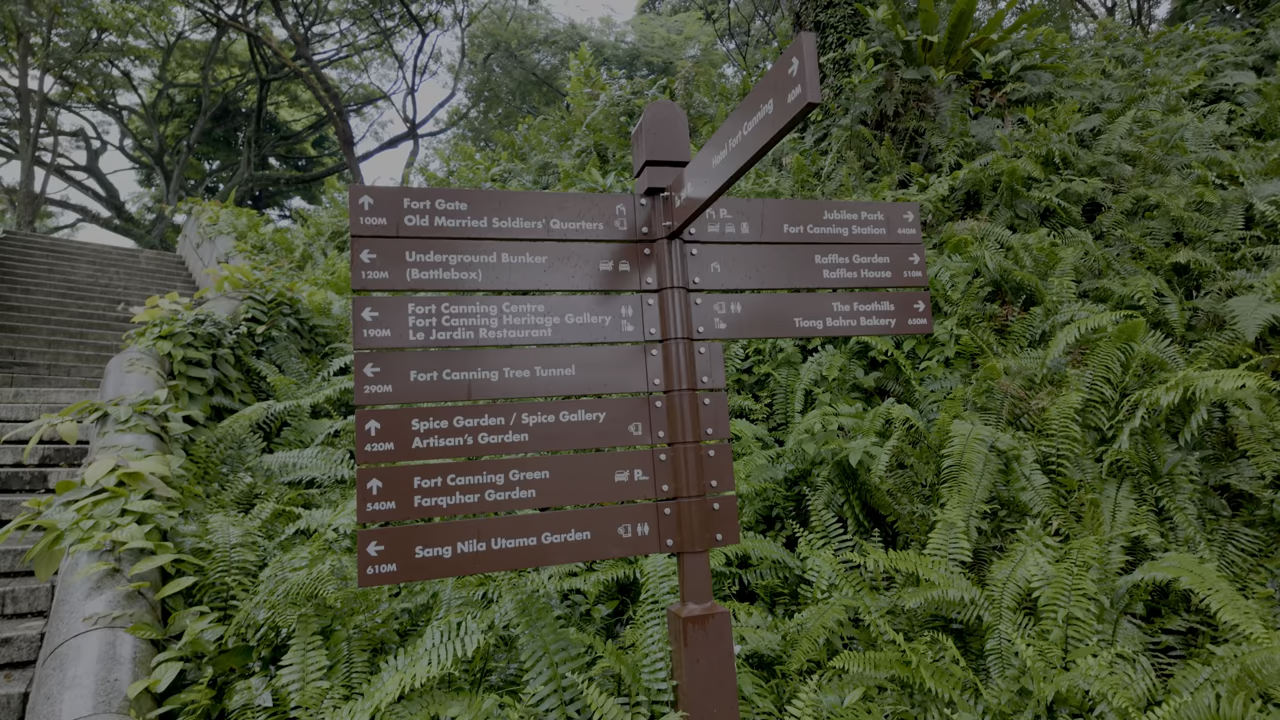 Hotel Fort Canning
40M
Fort Gate
Old Married Soldiers' Quarters
100M
Underground Bunker
(Battlebox)
120M
Fort Canning Centre
Fort Canning Heritage Gallery
Le Jardin Restaurant
190M
Fort Canning Tree Tunnel
290M
Spice Garden / Spice Gallery
Artisan's Garden
420M
Fort Canning Green
Farquhar Garden
540M
P
Sang Nila Utama Garden
610M
P
Jubilee Park
Fort Canning Station
440M
Raffles Garden
Raffles House
510M
The Foothills
Tiong Bahru Bakery
650M